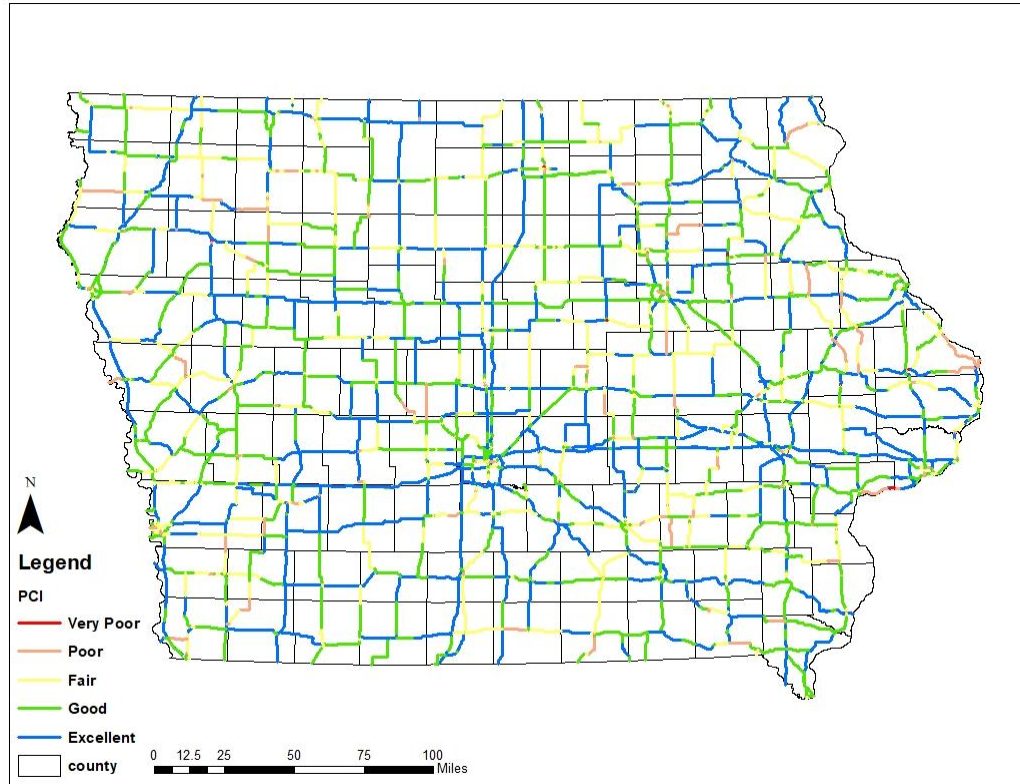 N
Legend
PCI
Very Poor
Poor
Fair
Good
Excellent
county
0 12.5 25 50 75 100
Miles